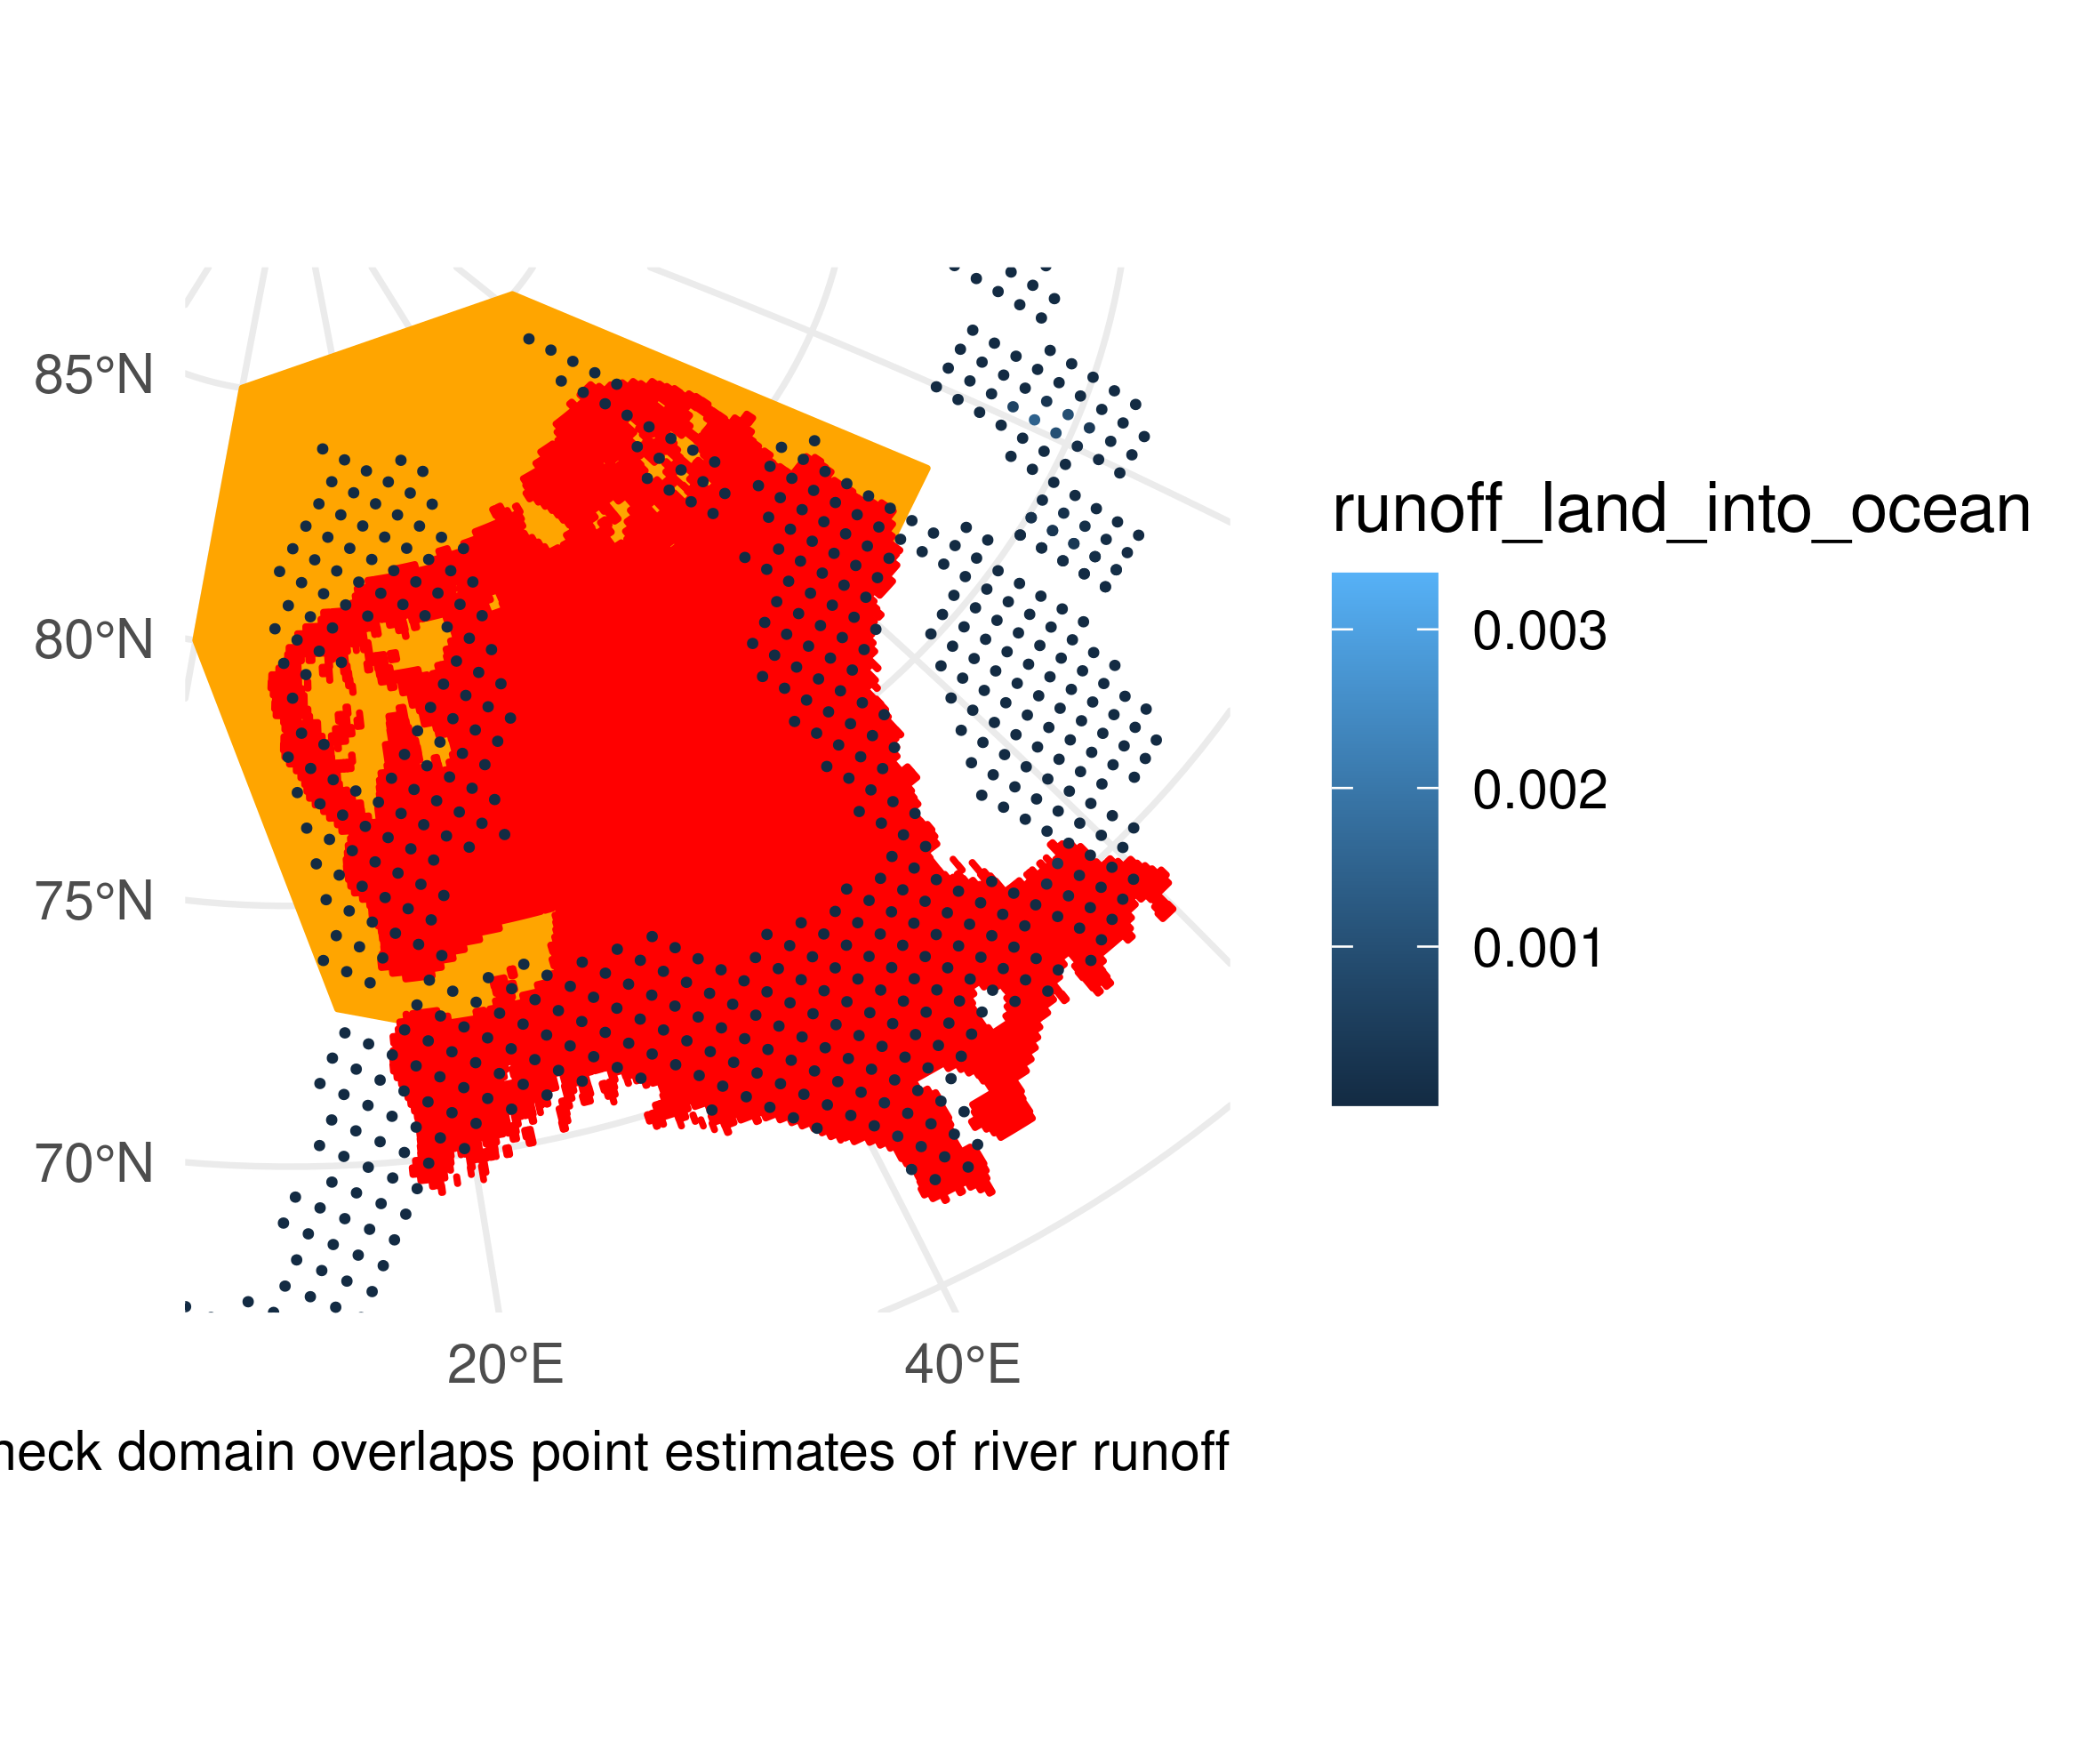 85°N
80°N
75°N
70°N
20°E
40°E
domain overlaps point estimates of river runoff
runoff_land_into_ocean
0.003
0.002
0.001